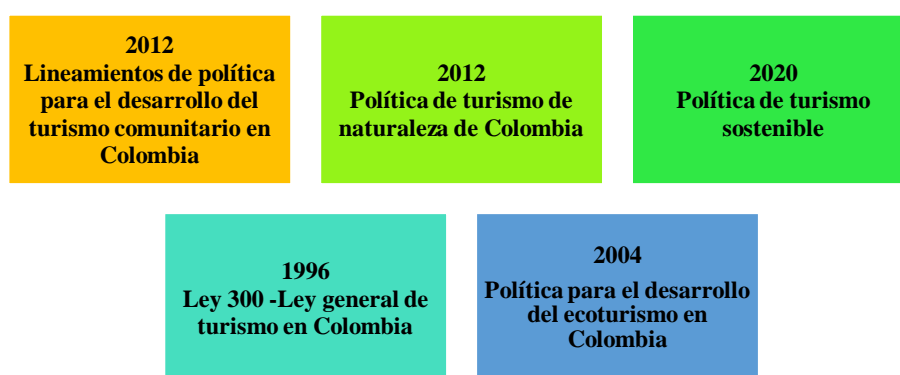 2012
Lineamientos de política
para el desarrollo del
turismo comunitario en
Colombia
2012
Política de turismo de
naturaleza de Colombia
2020
Política de turismo
sostenible
1996
Ley 300 -Ley general de
turismo en Colombia
2004
Política para el desarrollo
del ecoturismo en
Colombia